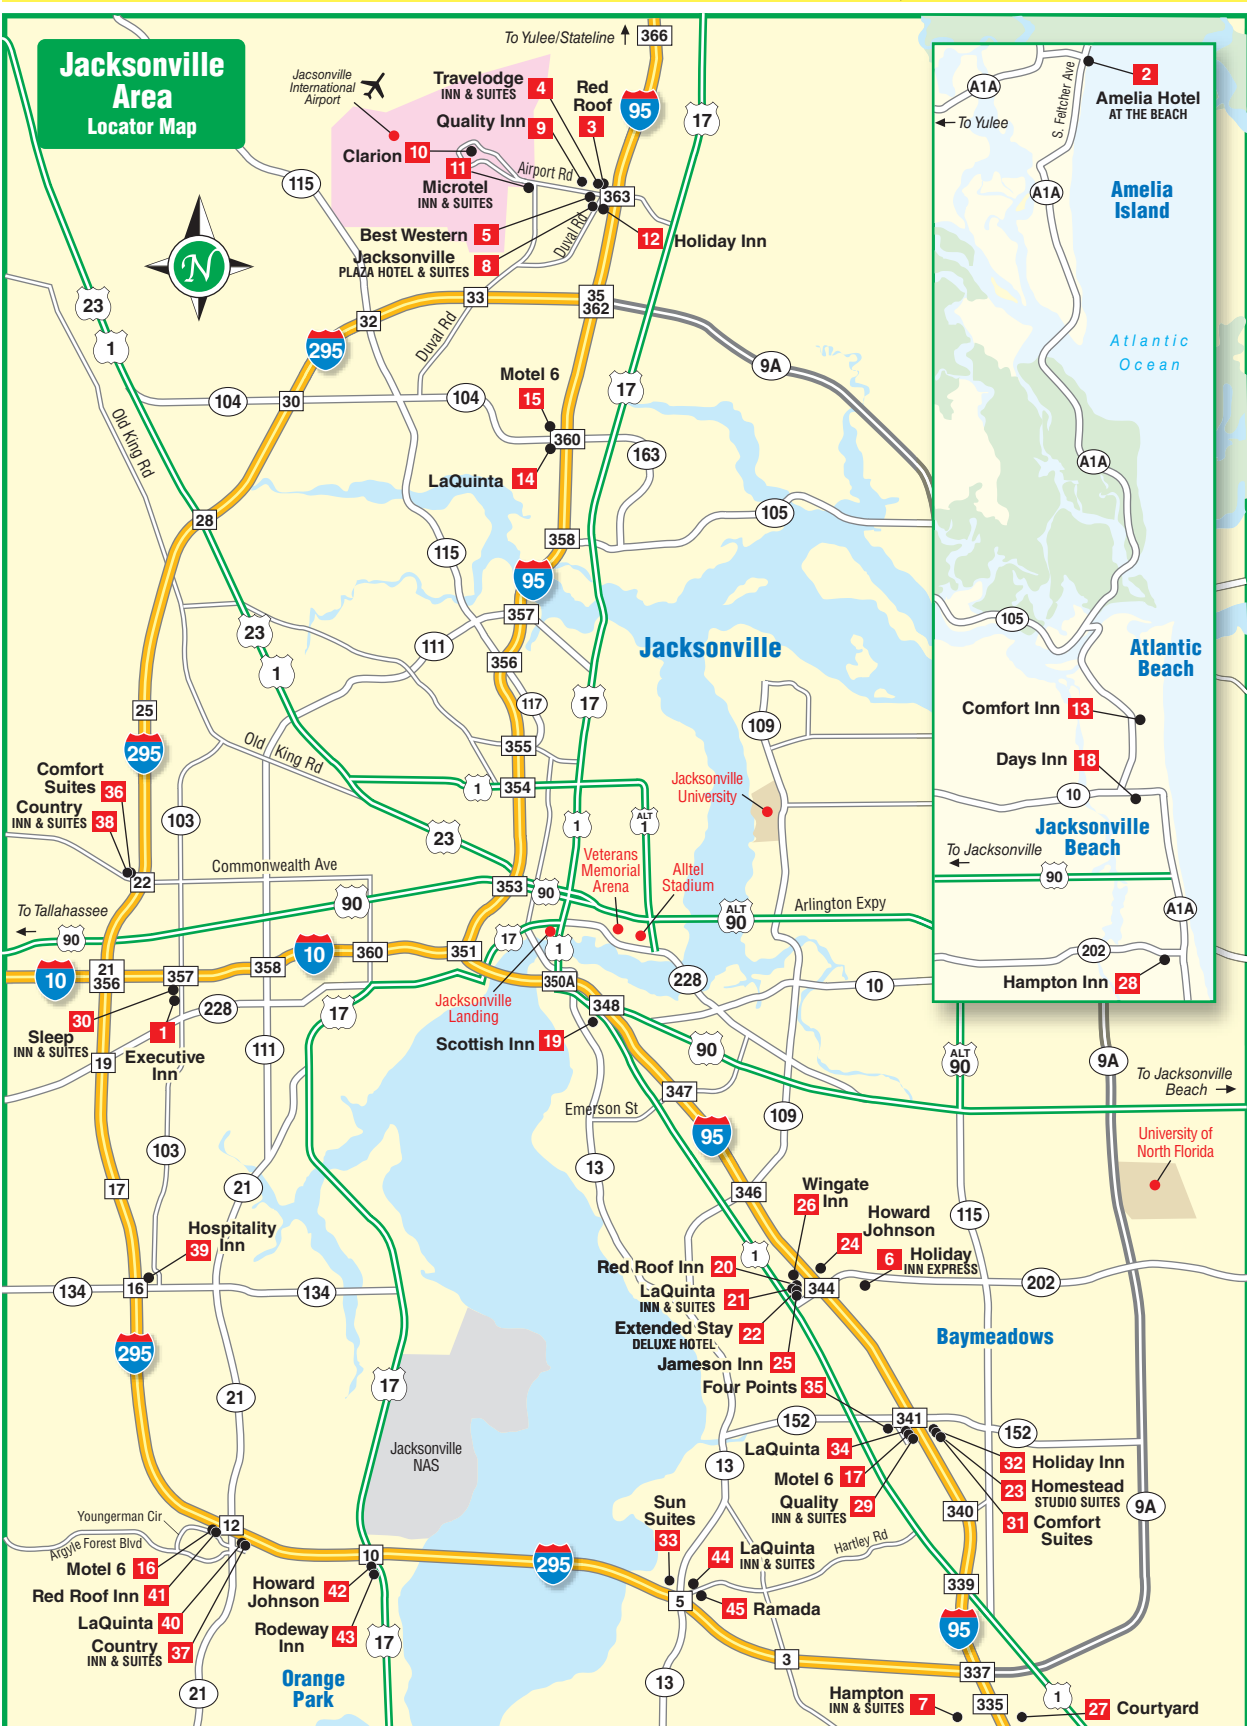 Jacksonville
Area
Locator Map
To Yulee/Stateline
366
95
17
Jacsonville
International
Airport
Travelodge
INN & SUITES
4
Red
Roof
3
Quality Inn
9
Clarion
10
11
Microtel
INN & SUITES
Airport Rd
363
Best Western
5
Jacksonville
PLAZA HOTEL & SUITES
8
Duval Rd
12
Holiday Inn
115
N
23
1
295
32
33
35
362
Duval Rd
9A
104
30
104
Motel 6
15
17
360
163
LaQuinta
14
Old King Rd
28
115
358
105
95
357
23
111
356
Jacksonville
1
117
17
109
25
295
Old King Rd
355
354
1
Jacksonville
University
Comfort
Suites
36
Country
INN & SUITES
38
103
23
1
ALT
1
Veterans
Memorial
Arena
Alltel
Stadium
22
Commonwealth Ave
353
90
90
ALT
90
Arlington Expy
To Tallahassee
90
17
1
10
21
356
357
358
10
360
351
350A
228
10
30
Sleep
INN & SUITES
1
Executive
Inn
228
17
Jacksonville
Landing
348
Scottish Inn
19
90
19
111
347
Emerson St
109
95
ALT
90
9A
To Jacksonville
Beach
University of
North Florida
103
21
17
13
346
115
Hospitality
Inn
39
Wingate
Inn
26
Howard
Johnson
24
1
6
Holiday
INN EXPRESS
Red Roof Inn
20
LaQuinta
INN & SUITES
21
344
202
134
16
134
Extended Stay
DELUXE HOTEL
22
Jameson Inn
25
Baymeadows
295
Four Points
35
17
21
152
341
152
Jacksonville
NAS
LaQuinta
34
13
Motel 6
17
Quality
INN & SUITES
29
32
Holiday Inn
23
Homestead
STUDIO SUITES
31
Comfort
Suites
9A
340
Youngerman Cir
12
Argyle Forest Blvd
Motel 6
16
Red Roof Inn
41
LaQuinta
40
Country
INN & SUITES
37
10
Howard
Johnson
42
Rodeway
Inn
43
295
Sun
Suites
33
44
LaQuinta
INN & SUITES
Hartley Rd
5
45
Ramada
339
95
17
Orange
Park
21
13
3
337
335
1
Hampton
INN & SUITES
7
27
Courtyard
2
Amelia Hotel
AT THE BEACH
A1A
S. Feltcher Ave
To Yulee
A1A
Amelia
Island
Atlantic
Ocean
A1A
105
Atlantic
Beach
Comfort Inn
13
Days Inn
18
10
Jacksonville
Beach
To Jacksonville
90
A1A
202
Hampton Inn
28